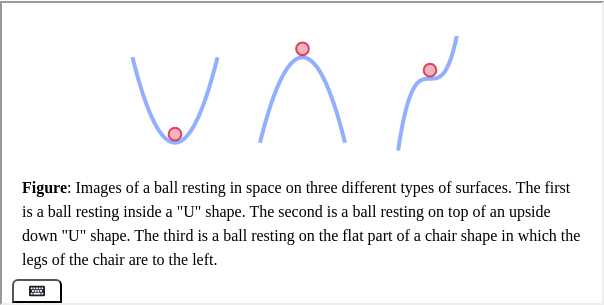 Figure: Images of a ball resting in space on three different types of surfaces. The first
is a ball resting inside a "U" shape. The second is a ball resting on top of an upside
down "U" shape. The third is a ball resting on the flat part of a chair shape in which the
legs of the chair are to the left.